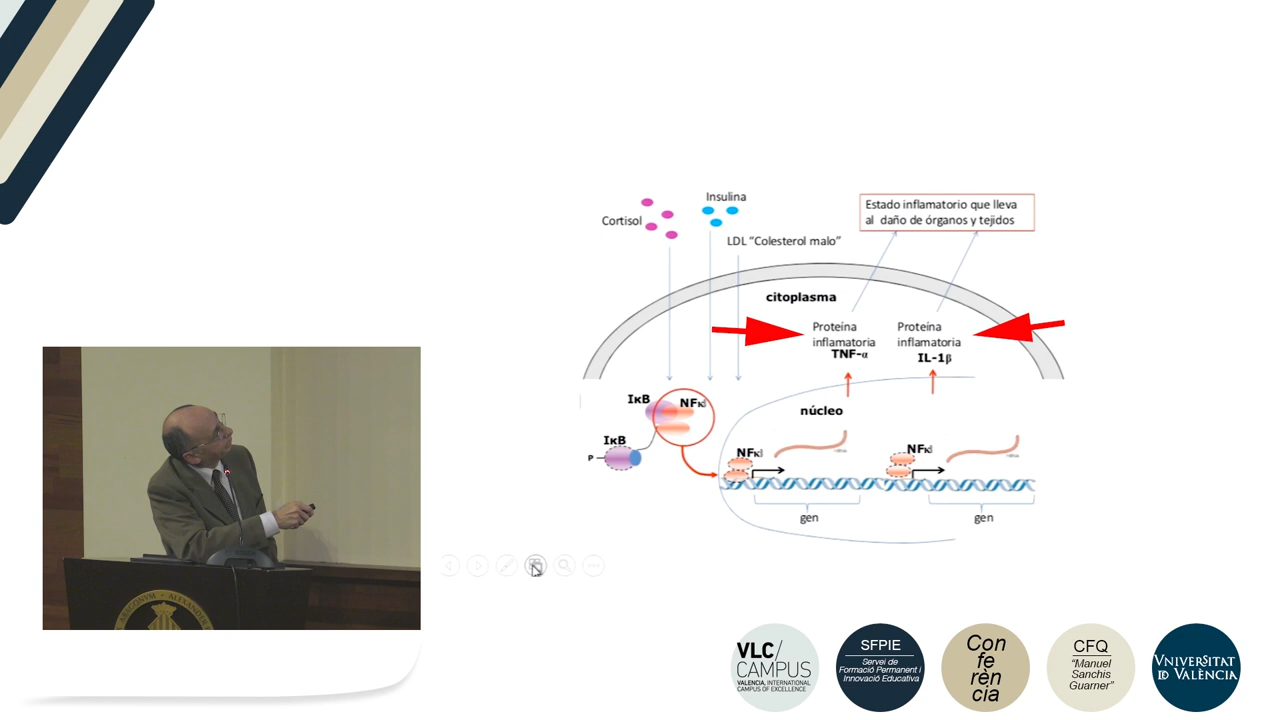 Insulina
Cortisol
LDL “Colesterol malo”
Estado inflamatorio que lleva
al daño de órganos y tejidos
citoplasma
Proteína
inflamatoria
TNF-α
Proteína
inflamatoria
IL-1β
IκB
NFκ
IκB
P
núcleo
NFκ
NFκ
gen
gen
VLC/
CAMPUS
VALENCIA, INTERNATIONAL
CAMPUS OF EXCELLENCE
SFPIE
Servei de
Formació Permanent i
Innovació Educativa
Con
fe
rèn
cia
CFQ
“Manuel
Sanchis
Guarner”
VNIVERSITAT
ID VALÈNCIA